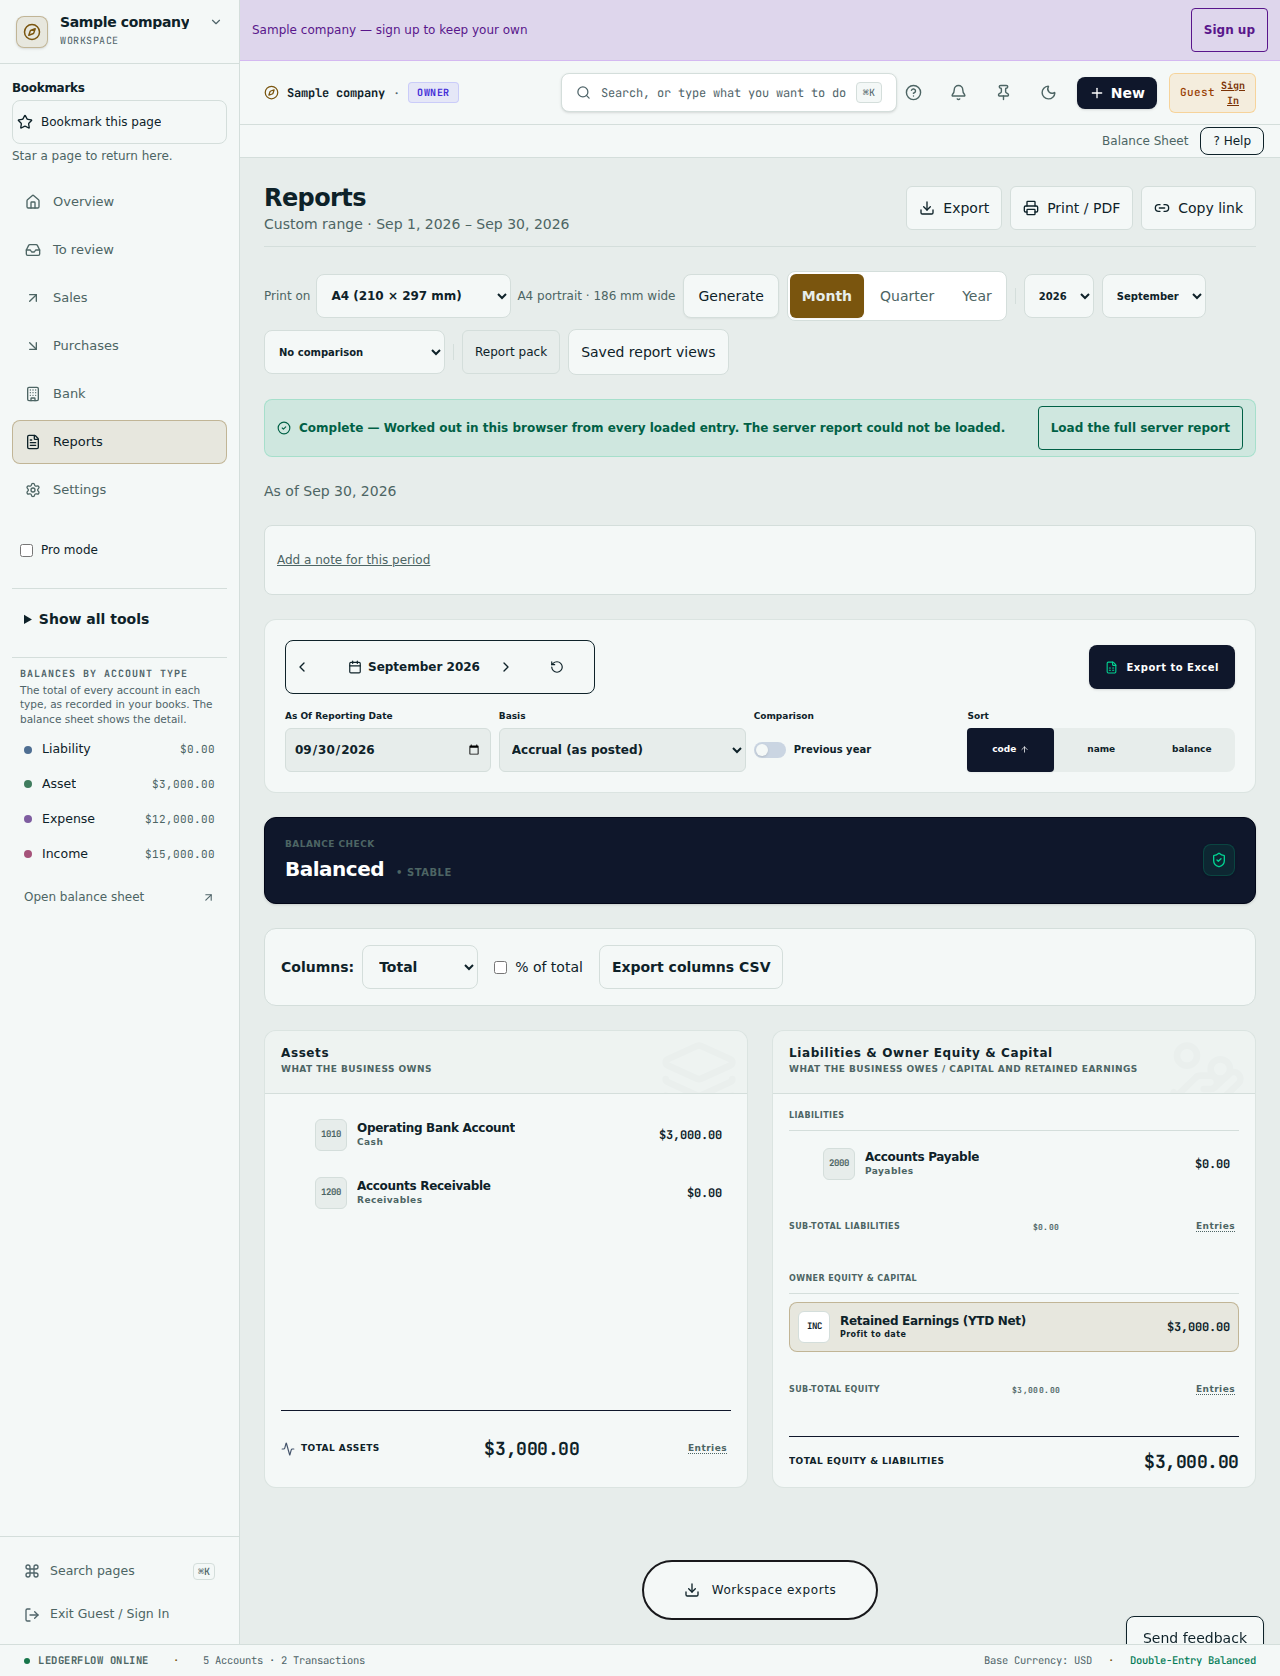 Sample company
WORKSPACE
Bookmarks
Bookmark this page
Star a page to return here.
Overview
To review
Sales
Purchases
Bank
Reports
Settings
Pro mode
Show all tools
BALANCES BY ACCOUNT TYPE
The total of every account in each
type, as recorded in your books. The
balance sheet shows the detail.
Liability $0.00
Asset $3,000.00
Expense $12,000.00
Income $15,000.00
Open balance sheet
Search pages ⌘K
Exit Guest / Sign In
Sample company — sign up to keep your own
Sign up
Sample company · OWNER
Search, or type what you want to do ⌘K
New
Guest Sign In
Balance Sheet
? Help
Reports
Custom range · Sep 1, 2026 – Sep 30, 2026
Export
Print / PDF
Copy link
Print on A4 (210 × 297 mm) A4 portrait · 186 mm wide Generate Month Quarter Year 2026 September
No comparison Report pack Saved report views
Complete — Worked out in this browser from every loaded entry. The server report could not be loaded.
Load the full server report
As of Sep 30, 2026
Add a note for this period
September 2026
Export to Excel
As Of Reporting Date Basis Comparison Sort
09/30/2026 Accrual (as posted) Previous year code ↑ name balance
BALANCE CHECK
Balanced • STABLE
Columns: Total % of total Export columns CSV
Assets
WHAT THE BUSINESS OWNS
1010 Operating Bank Account $3,000.00
Cash
1200 Accounts Receivable $0.00
Receivables
TOTAL ASSETS $3,000.00 Entries
Liabilities & Owner Equity & Capital
WHAT THE BUSINESS OWES / CAPITAL AND RETAINED EARNINGS
LIABILITIES
2000 Accounts Payable $0.00
Payables
SUB-TOTAL LIABILITIES $0.00 Entries
OWNER EQUITY & CAPITAL
INC Retained Earnings (YTD Net) $3,000.00
Profit to date
SUB-TOTAL EQUITY $3,000.00 Entries
TOTAL EQUITY & LIABILITIES $3,000.00
Workspace exports
Send feedback
LEDGERFLOW ONLINE · 5 Accounts · 2 Transactions
Base Currency: USD · Double-Entry Balanced